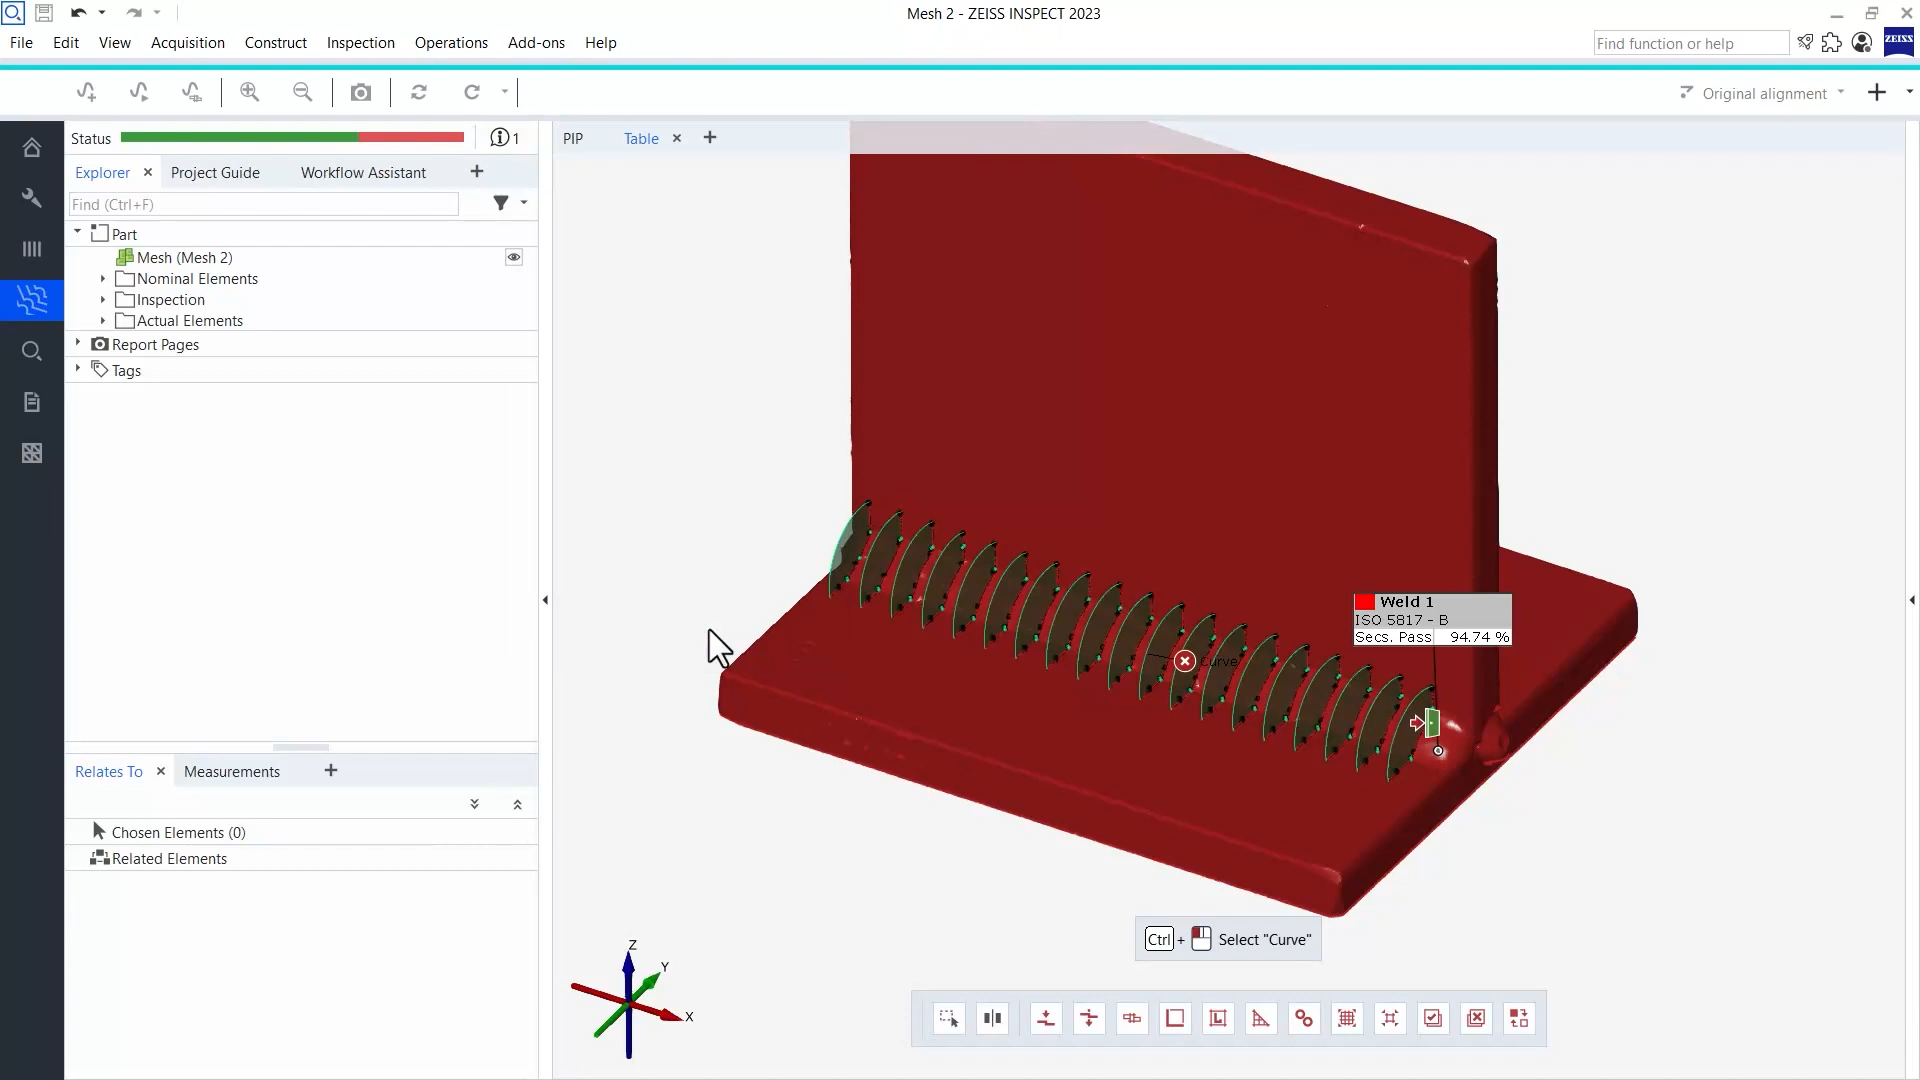 Mesh 2 - ZEISS INSPECT 2023
File Edit View Acquisition Construct Inspection Operations Add-ons Help
Find function or help
ZEISS
Original alignment
Status
1
PIP Table
Explorer Project Guide Workflow Assistant
Find (Ctrl+F)
Part
Mesh (Mesh 2)
Nominal Elements
Inspection
Actual Elements
Report Pages
Tags
Weld 1
ISO 5817 - B
Secs. Pass 94.74 %
Curve
Relates To Measurements
Chosen Elements (0)
Related Elements
Ctrl + Select "Curve"
Z
Y
X